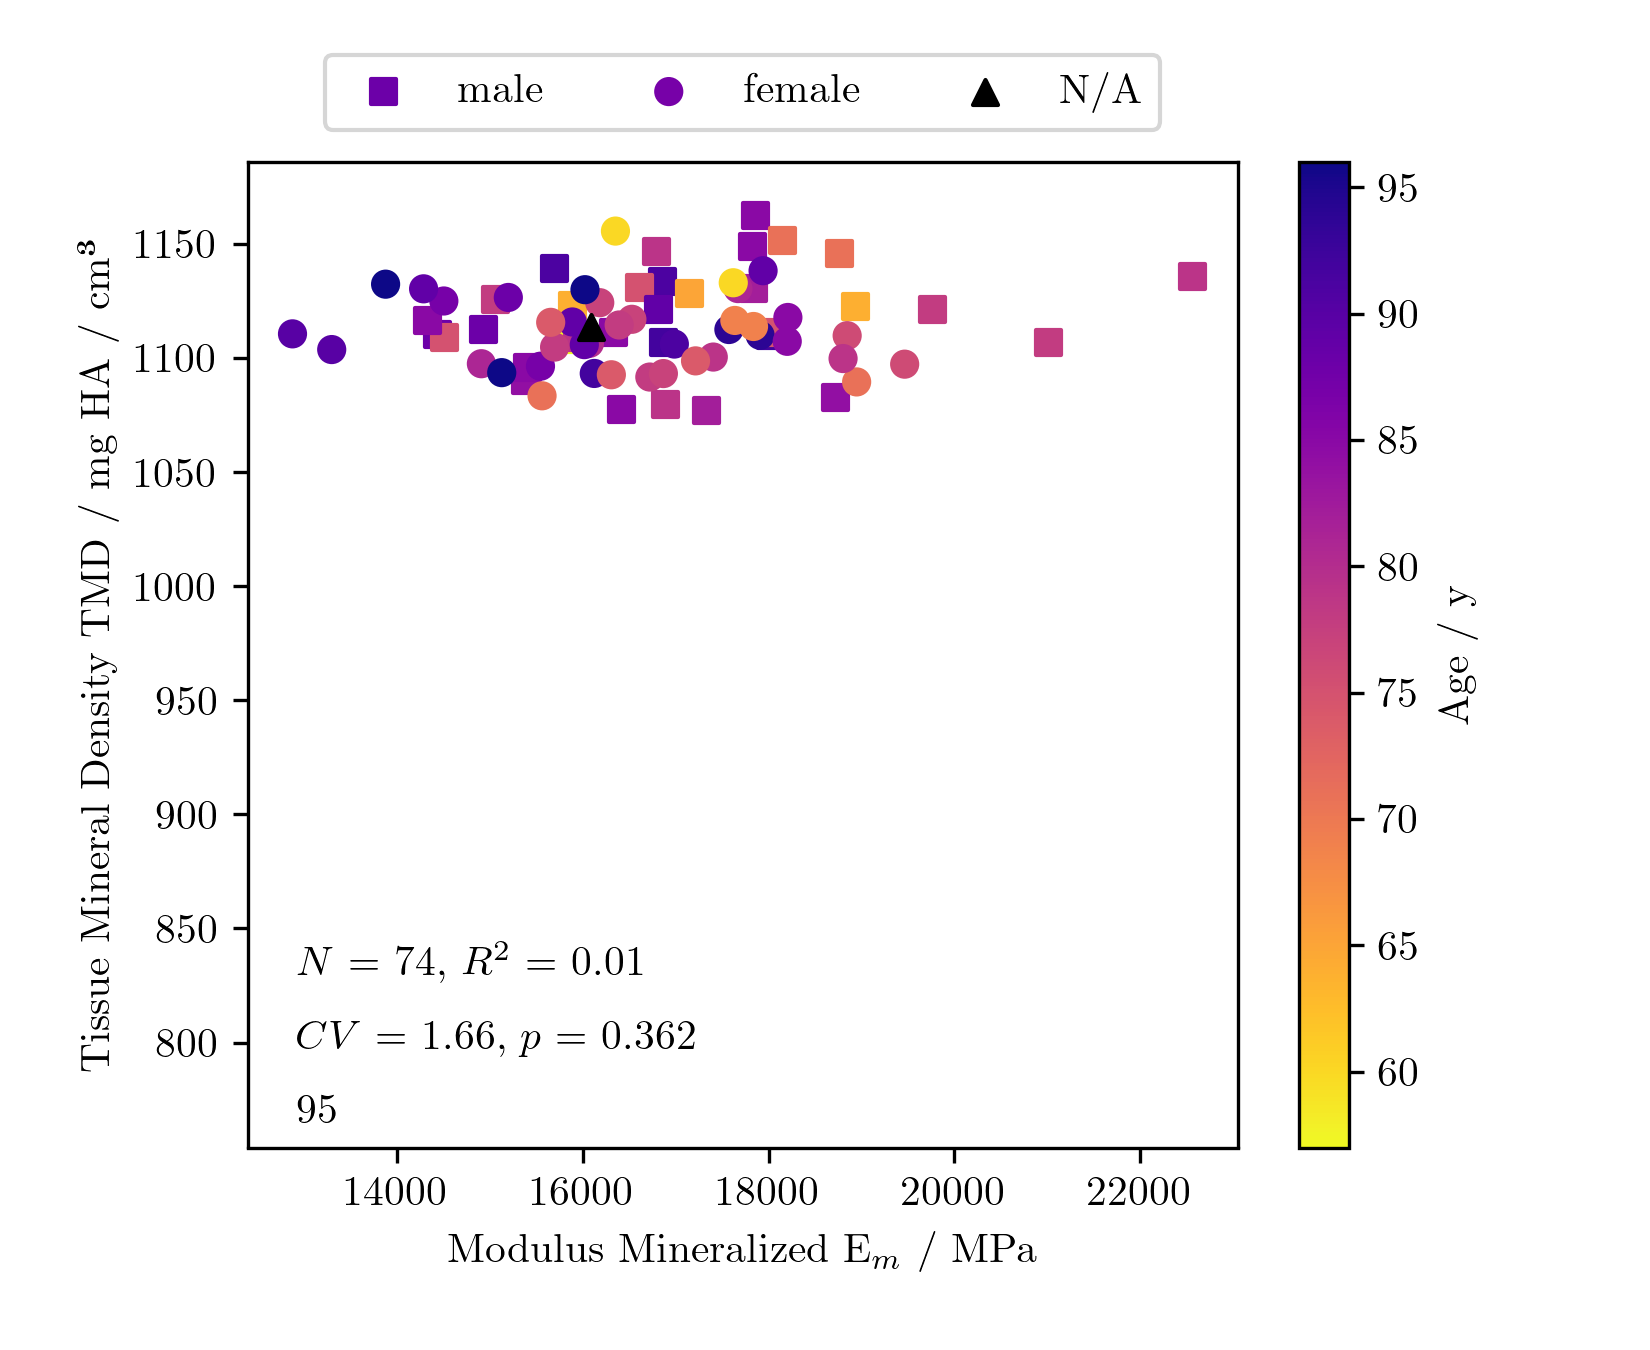 male female N/A
Tissue Mineral Density TMD / mg HA / cm³
1150
1100
1050
1000
950
900
850
800
N = 74, R² = 0.01
CV = 1.66, p = 0.362
95
14000 16000 18000 20000 22000
Modulus Mineralized Eₘ / MPa
95
90
85
80
75
70
65
60
Age / y